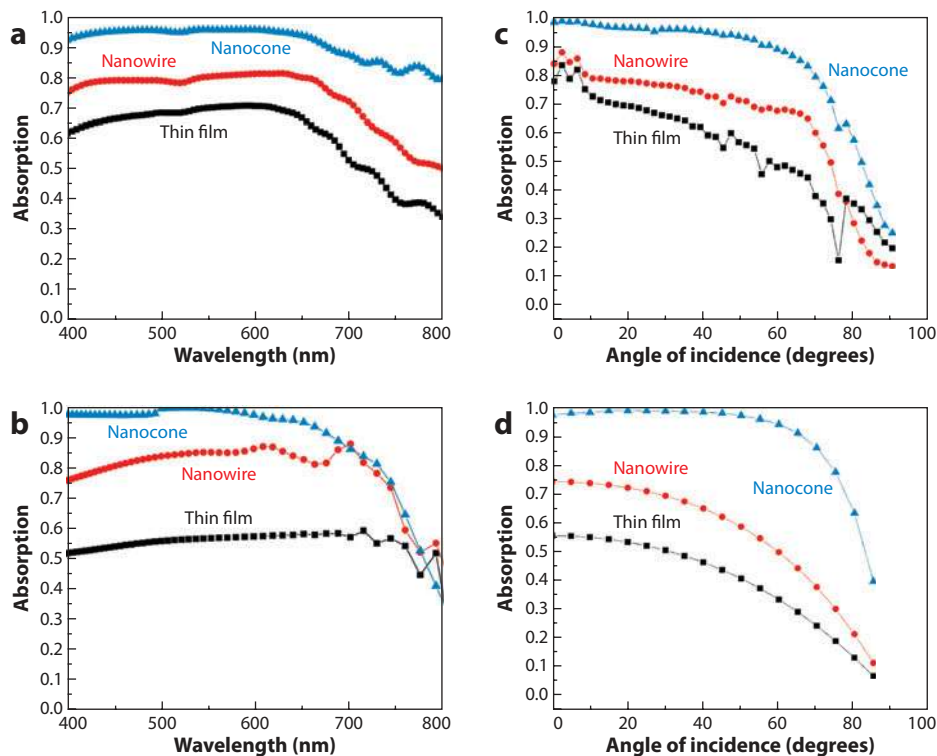 a
1.0
0.9
0.8
0.7
0.6
0.5
0.4
0.3
0.2
0.1
0.0
Absorption
Nanocone
Nanowire
Thin film
400 500 600 700 800
Wavelength (nm)
c
1.0
0.9
0.8
0.7
0.6
0.5
0.4
0.3
0.2
0.1
0.0
Absorption
Nanowire
Nanocone
Thin film
0 20 40 60 80 100
Angle of incidence (degrees)
b
1.0
0.9
0.8
0.7
0.6
0.5
0.4
0.3
0.2
0.1
0.0
Absorption
Nanocone
Nanowire
Thin film
400 500 600 700 800
Wavelength (nm)
d
1.0
0.9
0.8
0.7
0.6
0.5
0.4
0.3
0.2
0.1
0.0
Absorption
Nanowire
Nanocone
Thin film
0 20 40 60 80 100
Angle of incidence (degrees)